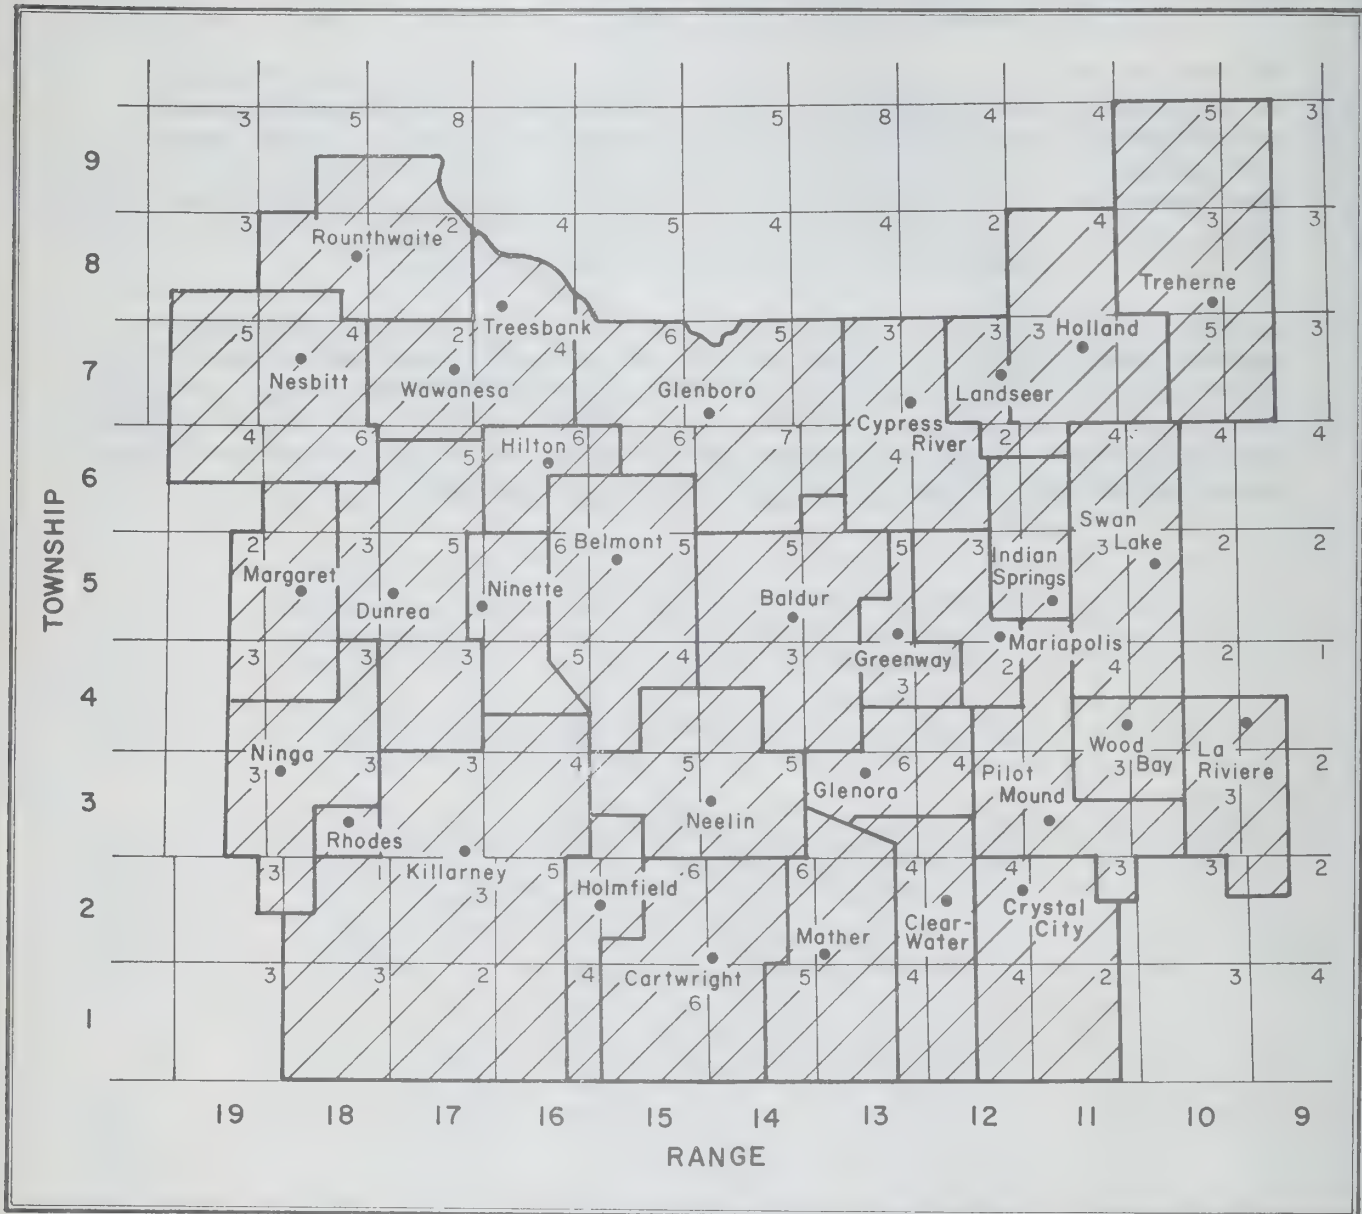 3 5 8 5 8 4 4 5 3
9
3 2 4 5 4 4 2 4 3 3
Rounthwaite
8
Treherne
Treesbank
5 4 2 4 6 5 3 3 3 Holland 5 3
7
Nesbitt Wawanesa Glenboro Landseer
Cypress
River
4 6 5 Hilton 6 6 7 4 2 4 4 4
6
Swan
Lake
2 3 5 6 Belmont 5 5 5 3 Indian
Springs
3 2 2
5
Margaret Dunrea Ninette Baldur
Greenway Mariapolis
3 3 3 5 4 3 3 2 4 2 1
4
Ninga
3 3 3 4 5 5 6 4 Pilot
Mound
Wood
Bay
3
La
Riviere
3
2
3
Glenora
Rhodes Neelin
3 1 Killarney
3 5 Holmfield 6 6 4 4 3 3 2
2
Clear-
Water
Crystal
City
Mather
3 3 2 4 Cartwright
6 5 4 4 2 3 4
1
TOWNSHIP
19 18 17 16 15 14 13 12 11 10 9
RANGE